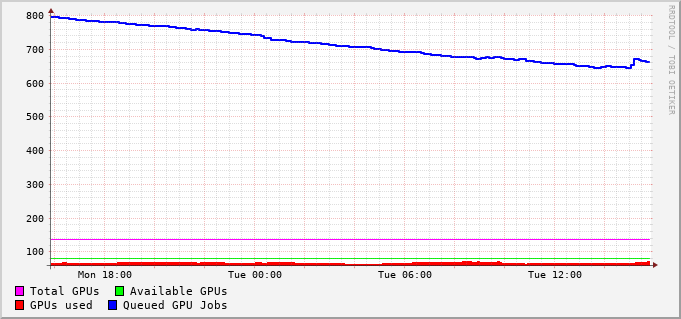 800
700
600
500
400
300
200
100
Mon 18:00 Tue 00:00 Tue 06:00 Tue 12:00
Total GPUs Available GPUs
GPUs used Queued GPU Jobs
RRDTOOL / TOBI OETIKER